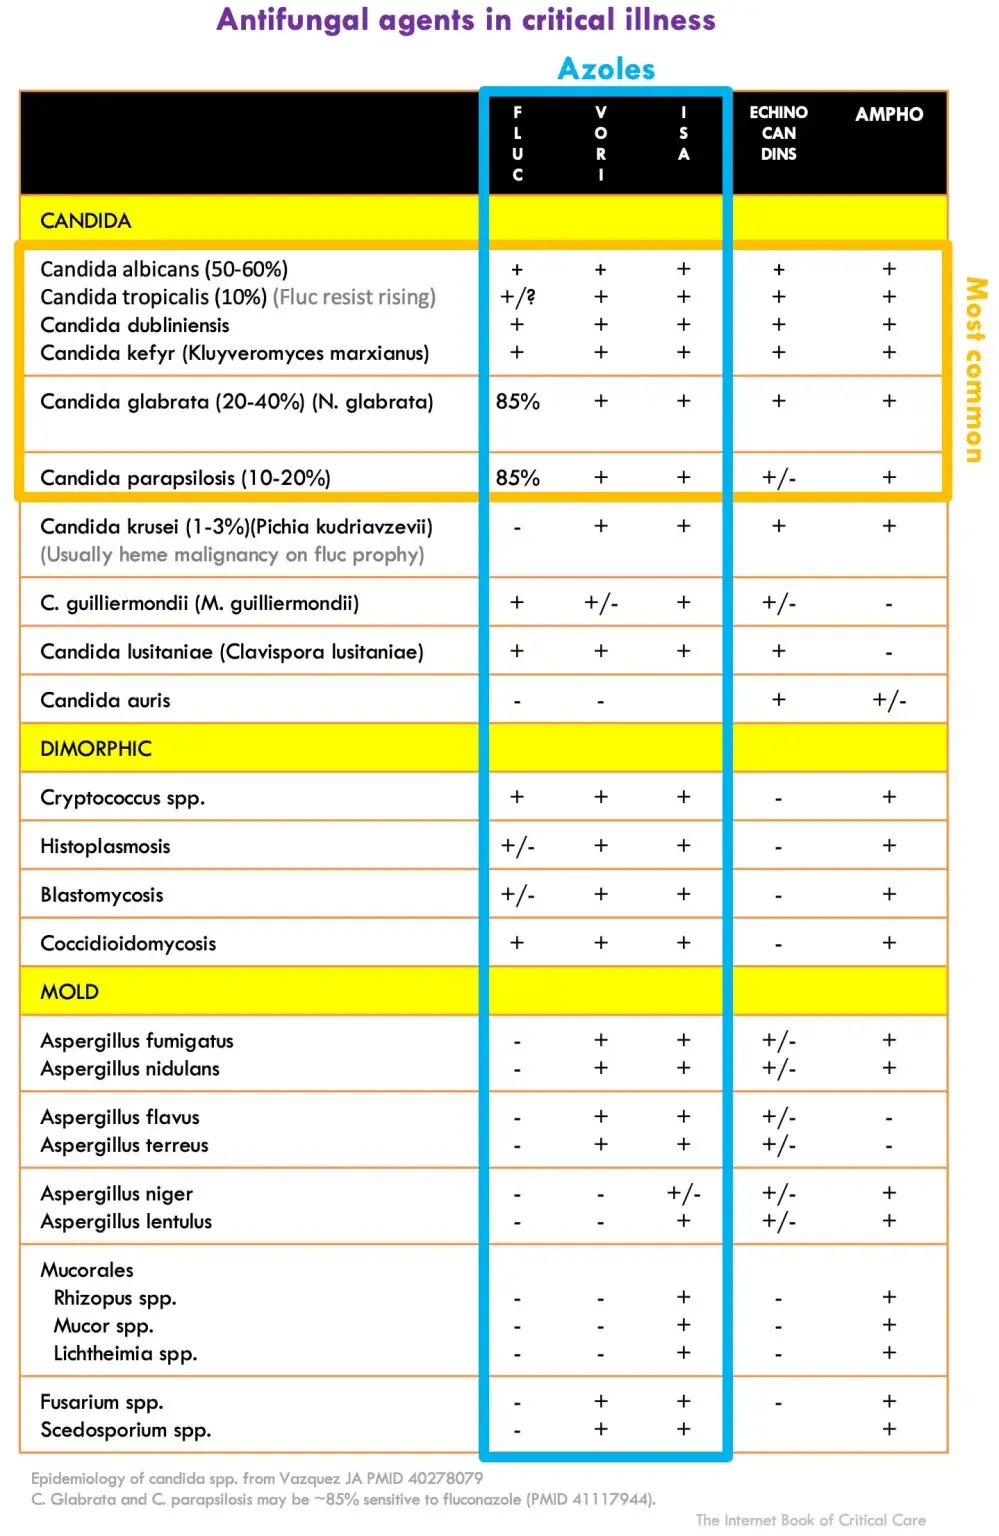 Antifungal agents in critical illness
Azoles
FLUC VORI ISA ECHINO CAN DINS AMPHO
CANDIDA
Candida albicans (50-60%) + + + + +
Candida tropicalis (10%) (Fluc resist rising) +/? + + + +
Candida dubliniensis + + + + +
Candida kefyr (Kluyveromyces marxianus) + + + + +
Candida glabrata (20-40%) (N. glabrata) 85% + + + +
Candida parapsilosis (10-20%) 85% + + +/- +
Most common
Candida krusei (1-3%)(Pichia kudriavzevii) - + + + +
(Usually heme malignancy on fluc prophy)
C. guilliermondii (M. guilliermondii) + +/- + +/- -
Candida lusitaniae (Clavispora lusitaniae) + + + + -
Candida auris - - + +/-
DIMORPHIC
Cryptococcus spp. + + + - +
Histoplasmosis +/- + + - +
Blastomycosis +/- + + - +
Coccidioidomycosis + + + - +
MOLD
Aspergillus fumigatus - + + +/- +
Aspergillus nidulans - + + +/- +
Aspergillus flavus - + + +/- -
Aspergillus terreus - + + +/- -
Aspergillus niger - - +/- +/- +
Aspergillus lentulus - - + +/- +
Mucorales
Rhizopus spp. - - + - +
Mucor spp. - - + - +
Lichtheimia spp. - - + - +
Fusarium spp. - + + - +
Scedosporium spp. - + + +
Epidemiology of candida spp. from Vazquez JA PMID 40278079
C. Glabrata and C. parapsilosis may be ~85% sensitive to fluconazole (PMID 41117944).
The Internet Book of Critical Care